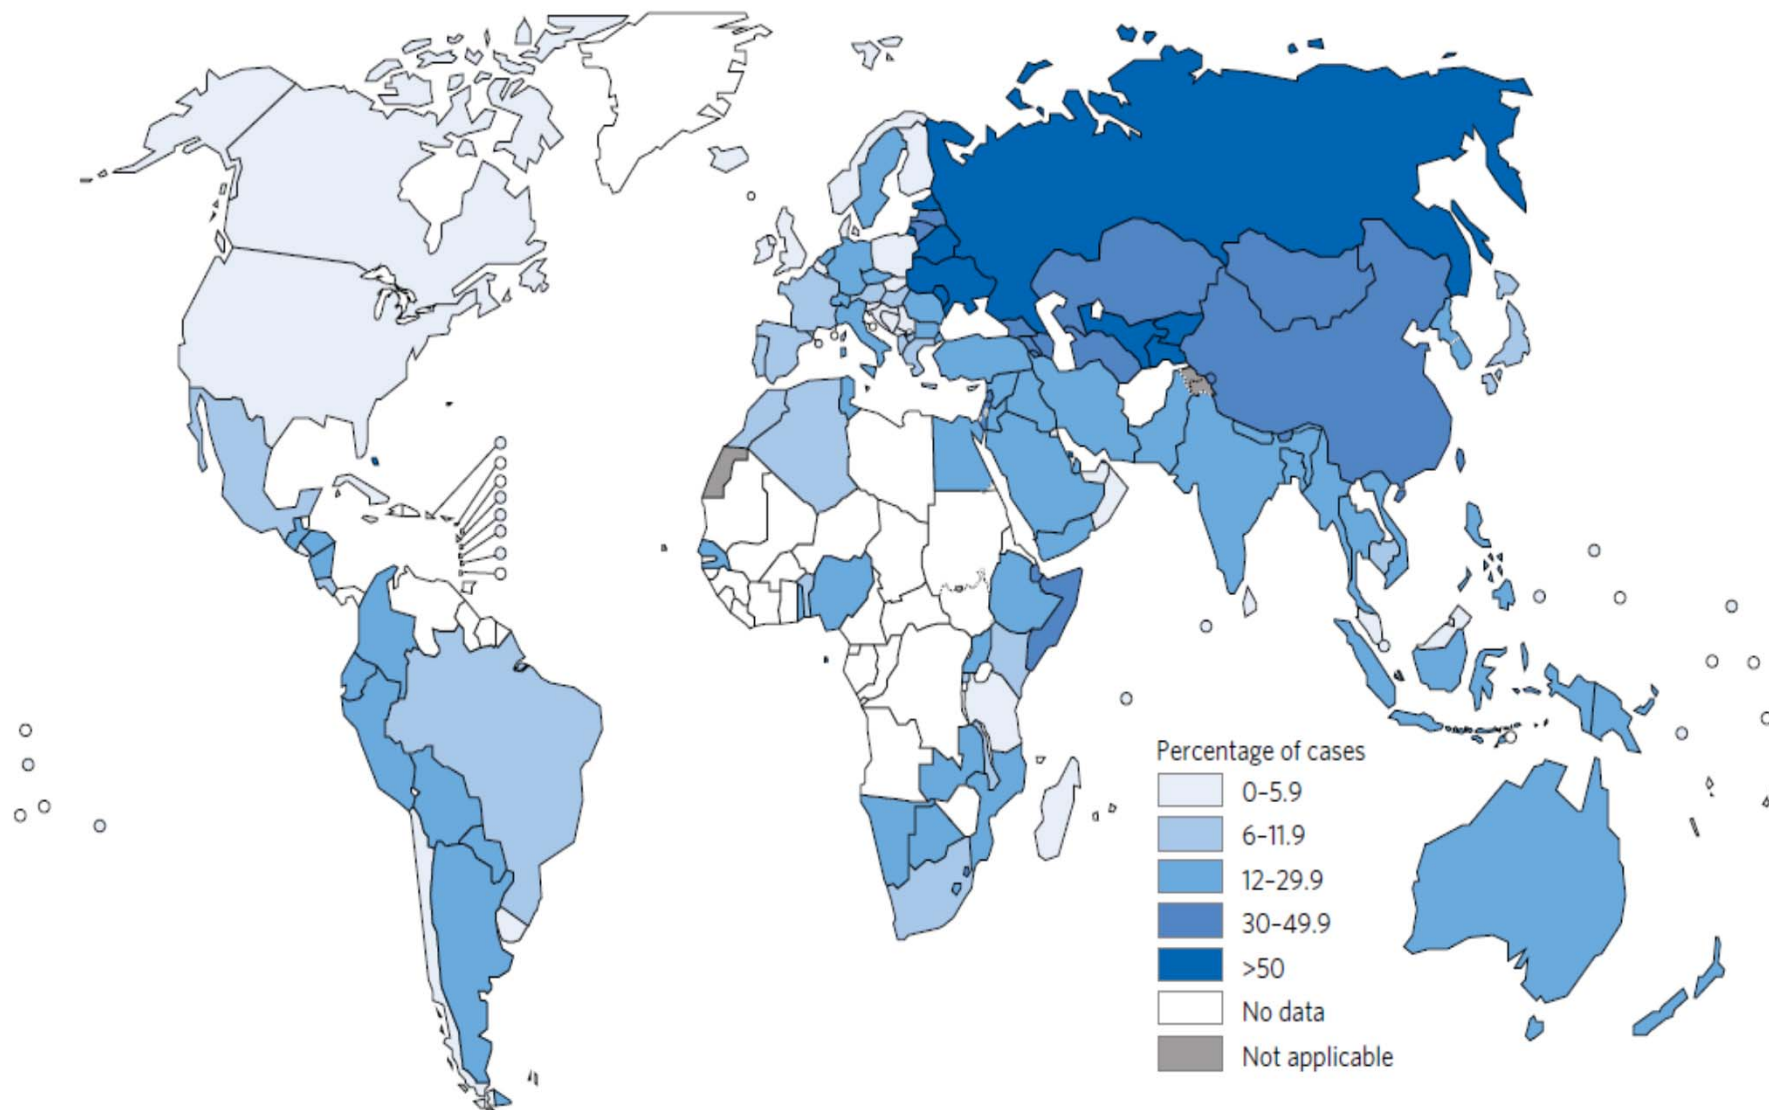 Percentage of cases
0–5.9
6–11.9
12–29.9
30–49.9
>50
No data
Not applicable